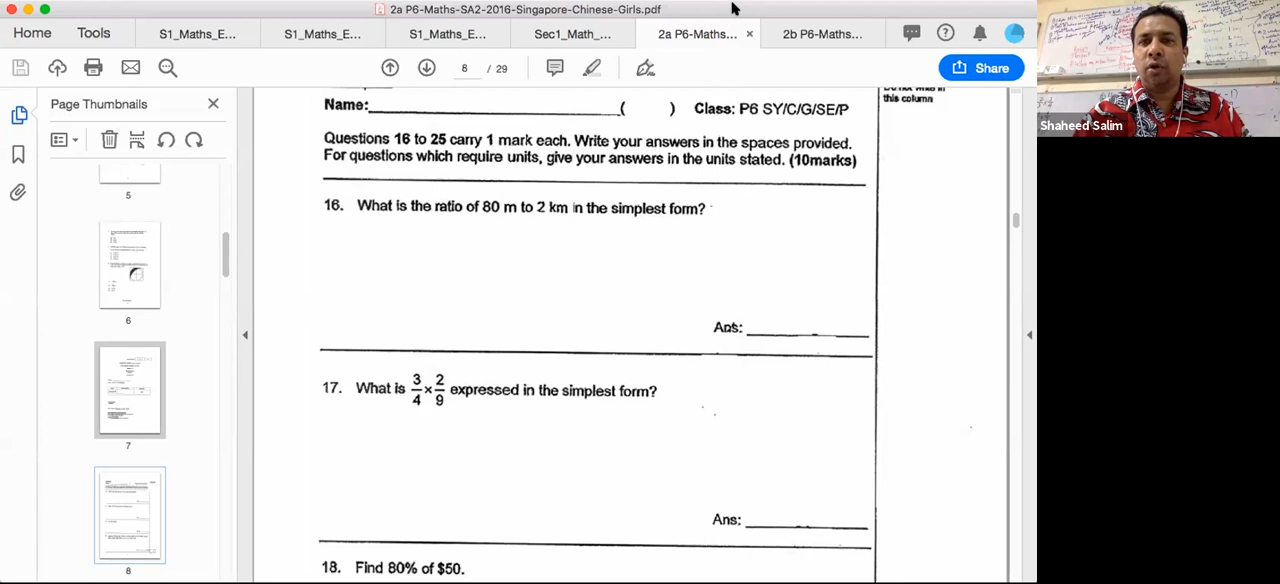 2a P6-Maths-SA2-2016-Singapore-Chinese-Girls.pdf
Home Tools S1_Maths_E... S1_Maths_E... S1_Maths_E... Sec1_Math_... 2a P6-Maths... × 2b P6-Maths...
8 / 29 Share
Page Thumbnails
5
6
7
8
this column
Name: ( ) Class: P6 SY/C/G/SE/P
Questions 16 to 25 carry 1 mark each. Write your answers in the spaces provided.
For questions which require units, give your answers in the units stated. (10marks)
16. What is the ratio of 80 m to 2 km in the simplest form?
Ans:
17. What is 3/4 × 2/9 expressed in the simplest form?
Ans:
18. Find 80% of $50.
Shaheed Salim